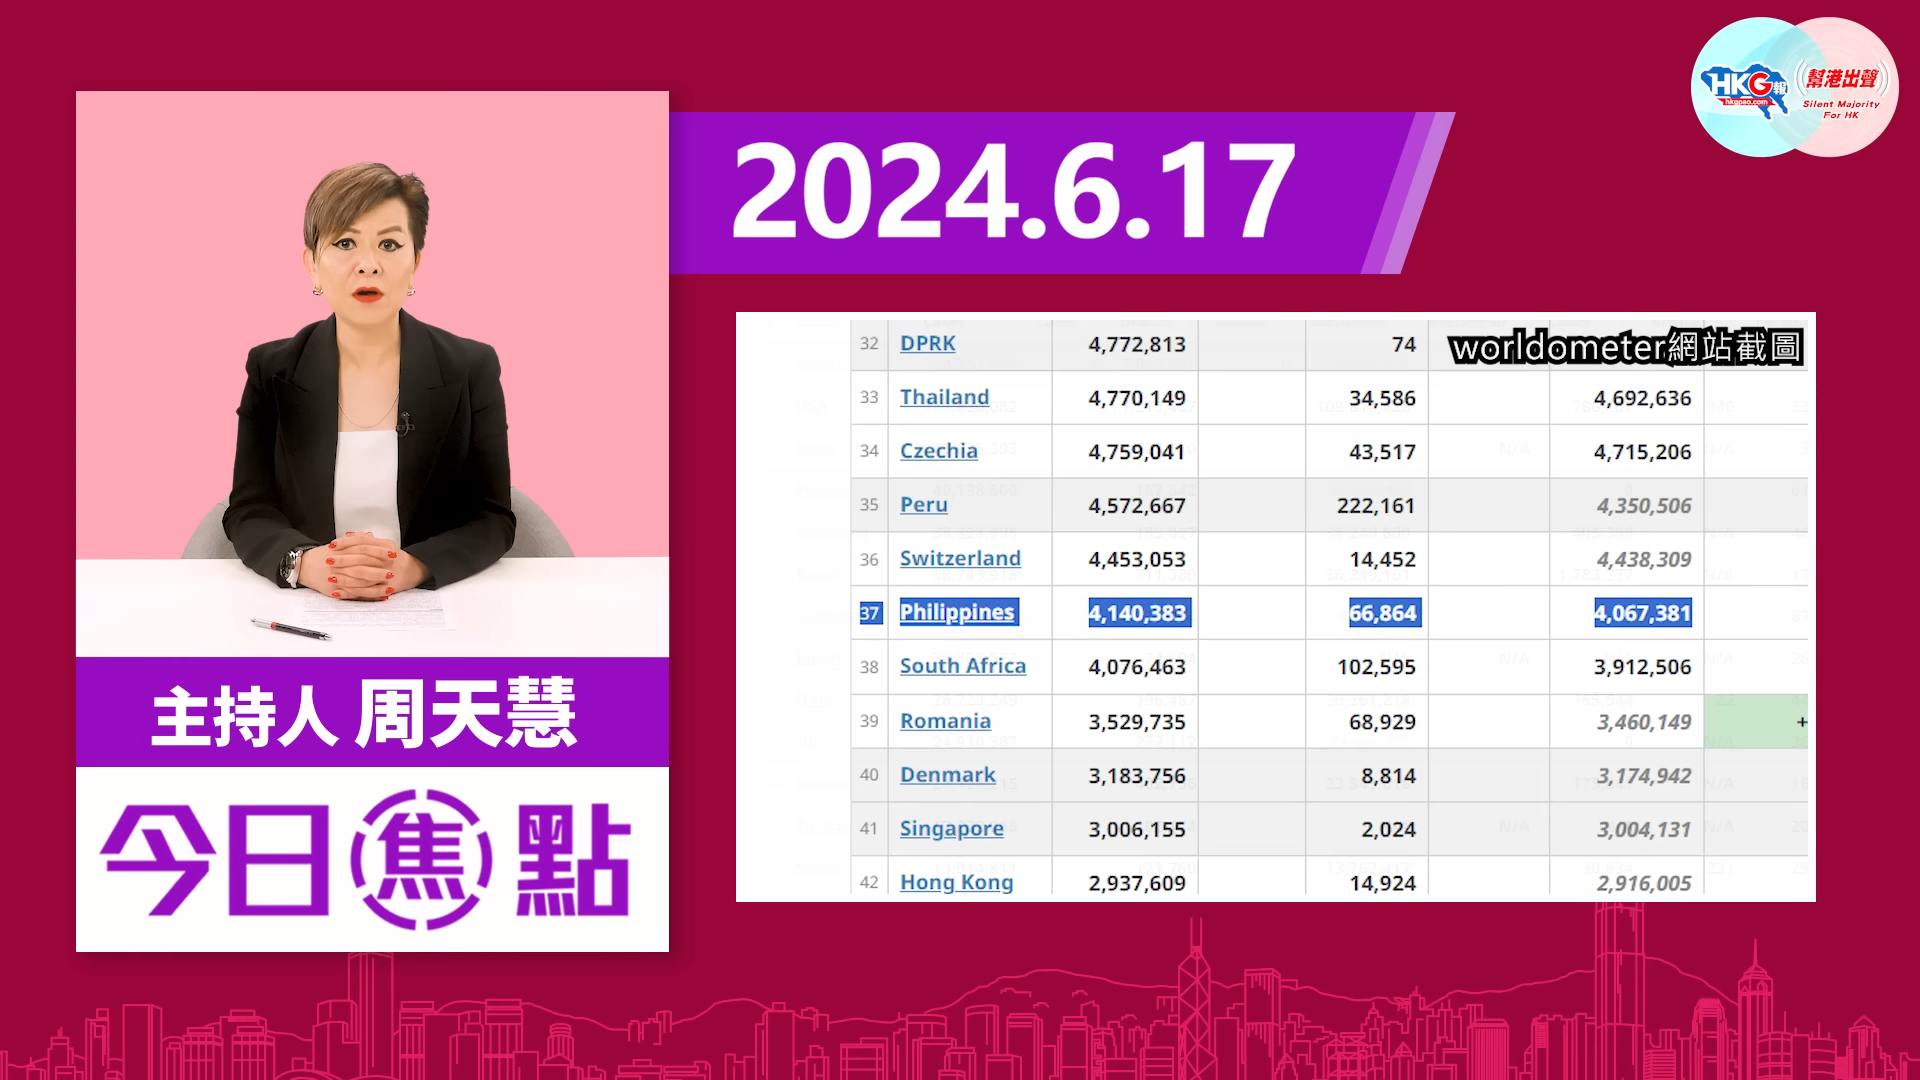 HKG報
hkgpao.com
幫港出聲
Silent Majority
For HK
2024.6.17
worldometer網站截圖
32 DPRK 4,772,813 74
33 Thailand 4,770,149 34,586 4,692,636
34 Czechia 4,759,041 43,517 4,715,206
35 Peru 4,572,667 222,161 4,350,506
36 Switzerland 4,453,053 14,452 4,438,309
37 Philippines 4,140,383 66,864 4,067,381
38 South Africa 4,076,463 102,595 3,912,506
39 Romania 3,529,735 68,929 3,460,149 +
40 Denmark 3,183,756 8,814 3,174,942
41 Singapore 3,006,155 2,024 3,004,131
42 Hong Kong 2,937,609 14,924 2,916,005
主持人 周天慧
今日焦點